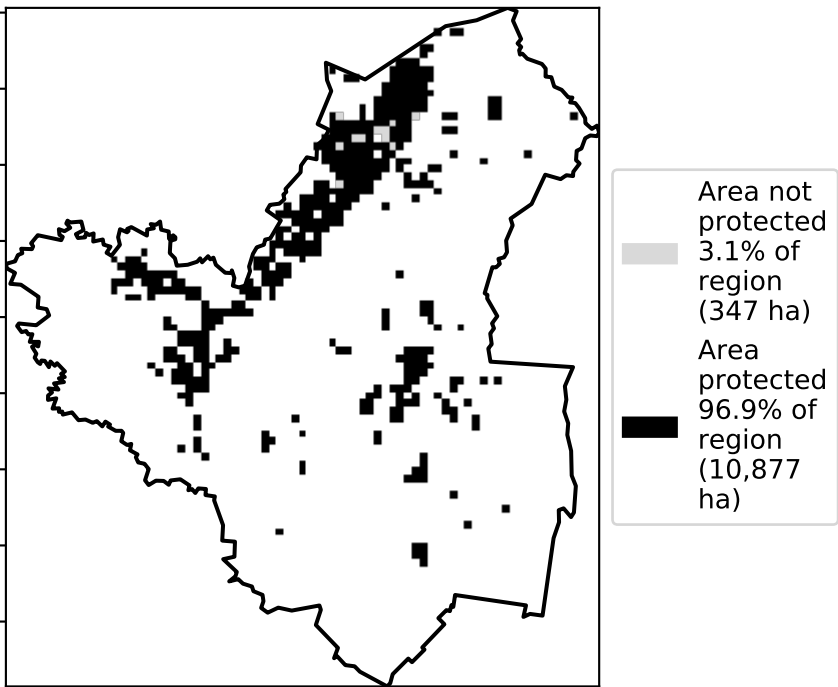 Area not
protected
3.1% of
region
(347 ha)
Area
protected
96.9% of
region
(10,877
ha)